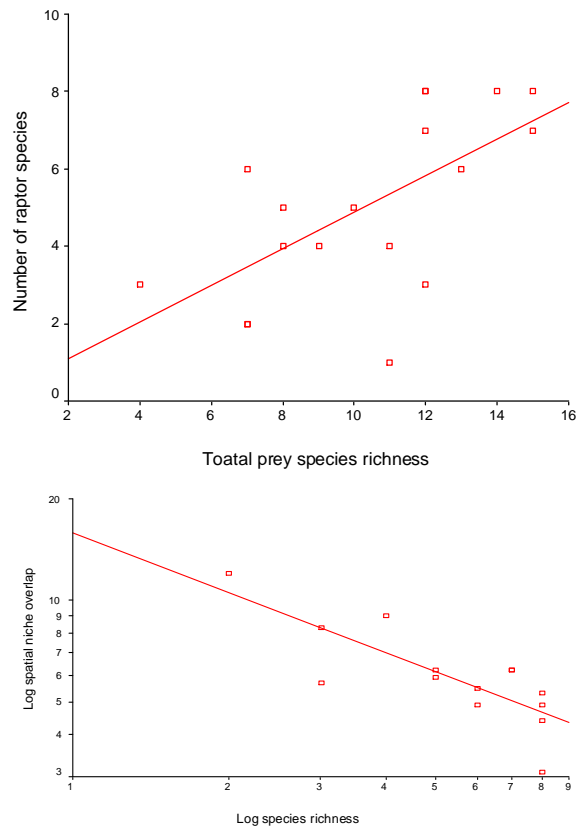 10
8
6
4
2
0
Number of raptor species
2 4 6 8 10 12 14 16
Toatal prey species richness
20
10
9
8
7
6
5
4
3
Log spatial niche overlap
1 2 3 4 5 6 7 8 9
Log species richness